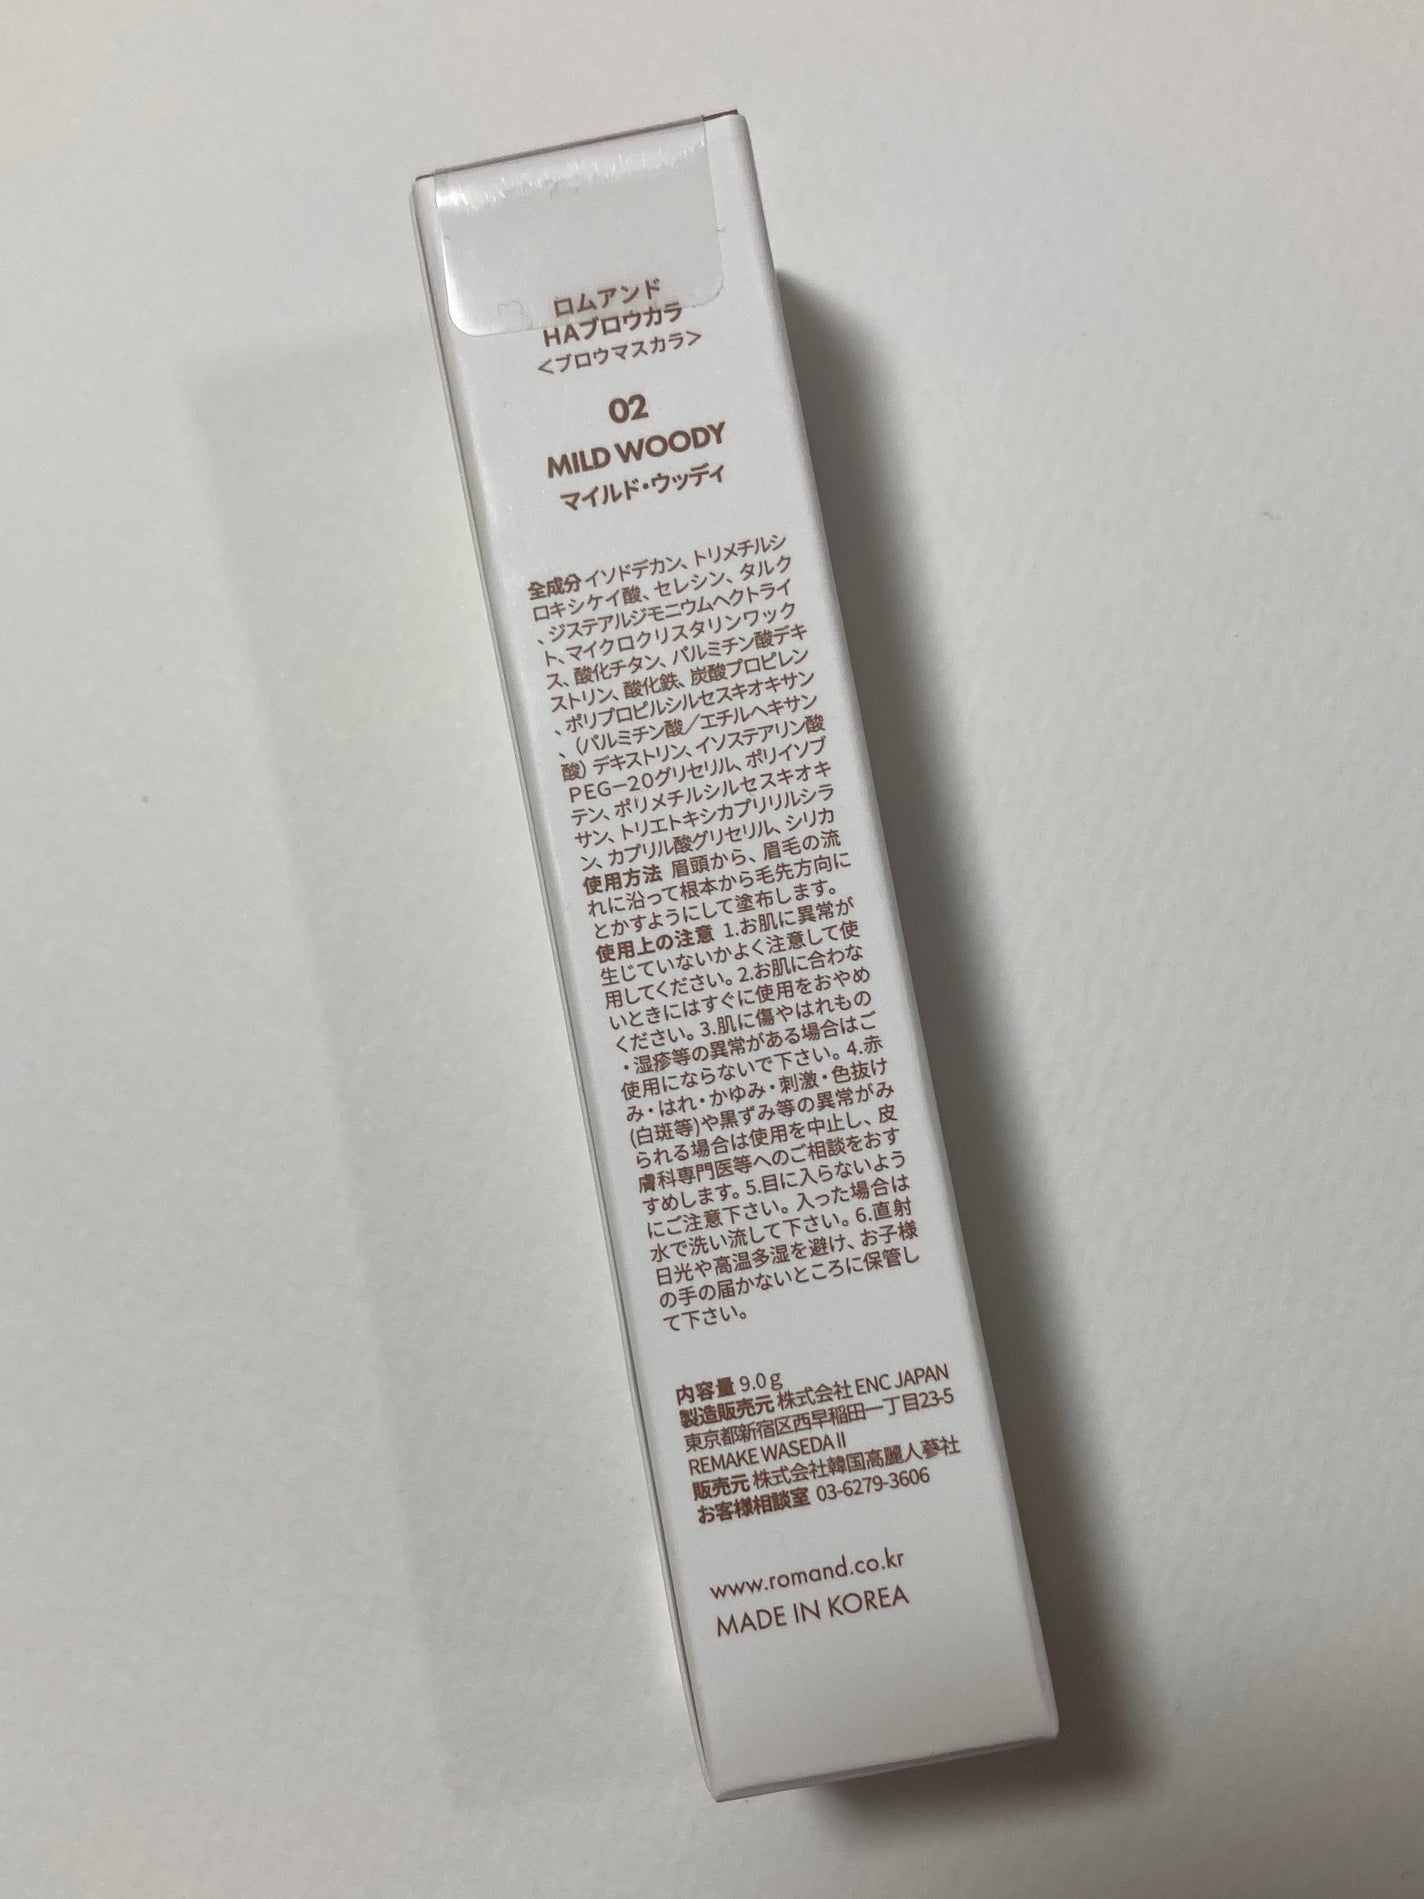 ロムアンド
HAブロウカラ
<ブロウマスカラ>
02
MILD WOODY
マイルド・ウッディ
全成分 イソドデカン、トリメチルシ
ロキシケイ酸、セレシン、タルク
、ジステアルジモニウムヘクトライ
ト、マイクロクリスタリンワック
ス、酸化チタン、パルミチン酸デキ
ストリン、酸化鉄、炭酸プロピレン
、ポリプロピルシルセスキオキサン
、(パルミチン酸／エチルヘキサン
酸)デキストリン、イソステアリン酸
PEG−20グリセリル、ポリイソブ
テン、ポリメチルシルセスキオキ
サン、トリエトキシカプリリルシラ
ン、カプリル酸グリセリル、シリカ
使用方法 眉頭から、眉毛の流
れに沿って根本から毛先方向に
とかすようにして塗布します。
使用上の注意 1.お肌に異常が
生じていないかよく注意して使
用してください。2.お肌に合わな
いときにはすぐに使用をおやめ
ください。3.肌に傷やはれもの
・湿疹等の異常がある場合はご
使用にならないで下さい。4.赤
み・はれ・かゆみ・刺激・色抜け
(白斑等)や黒ずみ等の異常がみ
られる場合は使用を中止し、皮
膚科専門医等へのご相談をおす
すめします。5.目に入らないよう
にご注意下さい。入った場合は
水で洗い流して下さい。6.直射
日光や高温多湿を避け、お子様
の手の届かないところに保管し
て下さい。
内容量 9.0g
製造販売元 株式会社 ENC JAPAN
東京都新宿区西早稲田一丁目23-5
REMAKE WASEDA II
販売元 株式会社韓国高麗人蔘社
お客様相談室 03-6279-3606
www.romand.co.kr
MADE IN KOREA